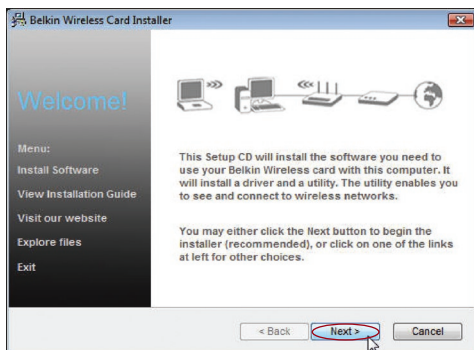 Belkin Wireless Card Installer
Welcome!
Menu:
Install Software
View Installation Guide
Visit our website
Explore files
Exit
This Setup CD will install the software you need to
use your Belkin Wireless card with this computer. It
will install a driver and a utility. The utility enables you
to see and connect to wireless networks.
You may either click the Next button to begin the
installer (recommended), or click on one of the links
at left for other choices.
< Back
Next >
Cancel